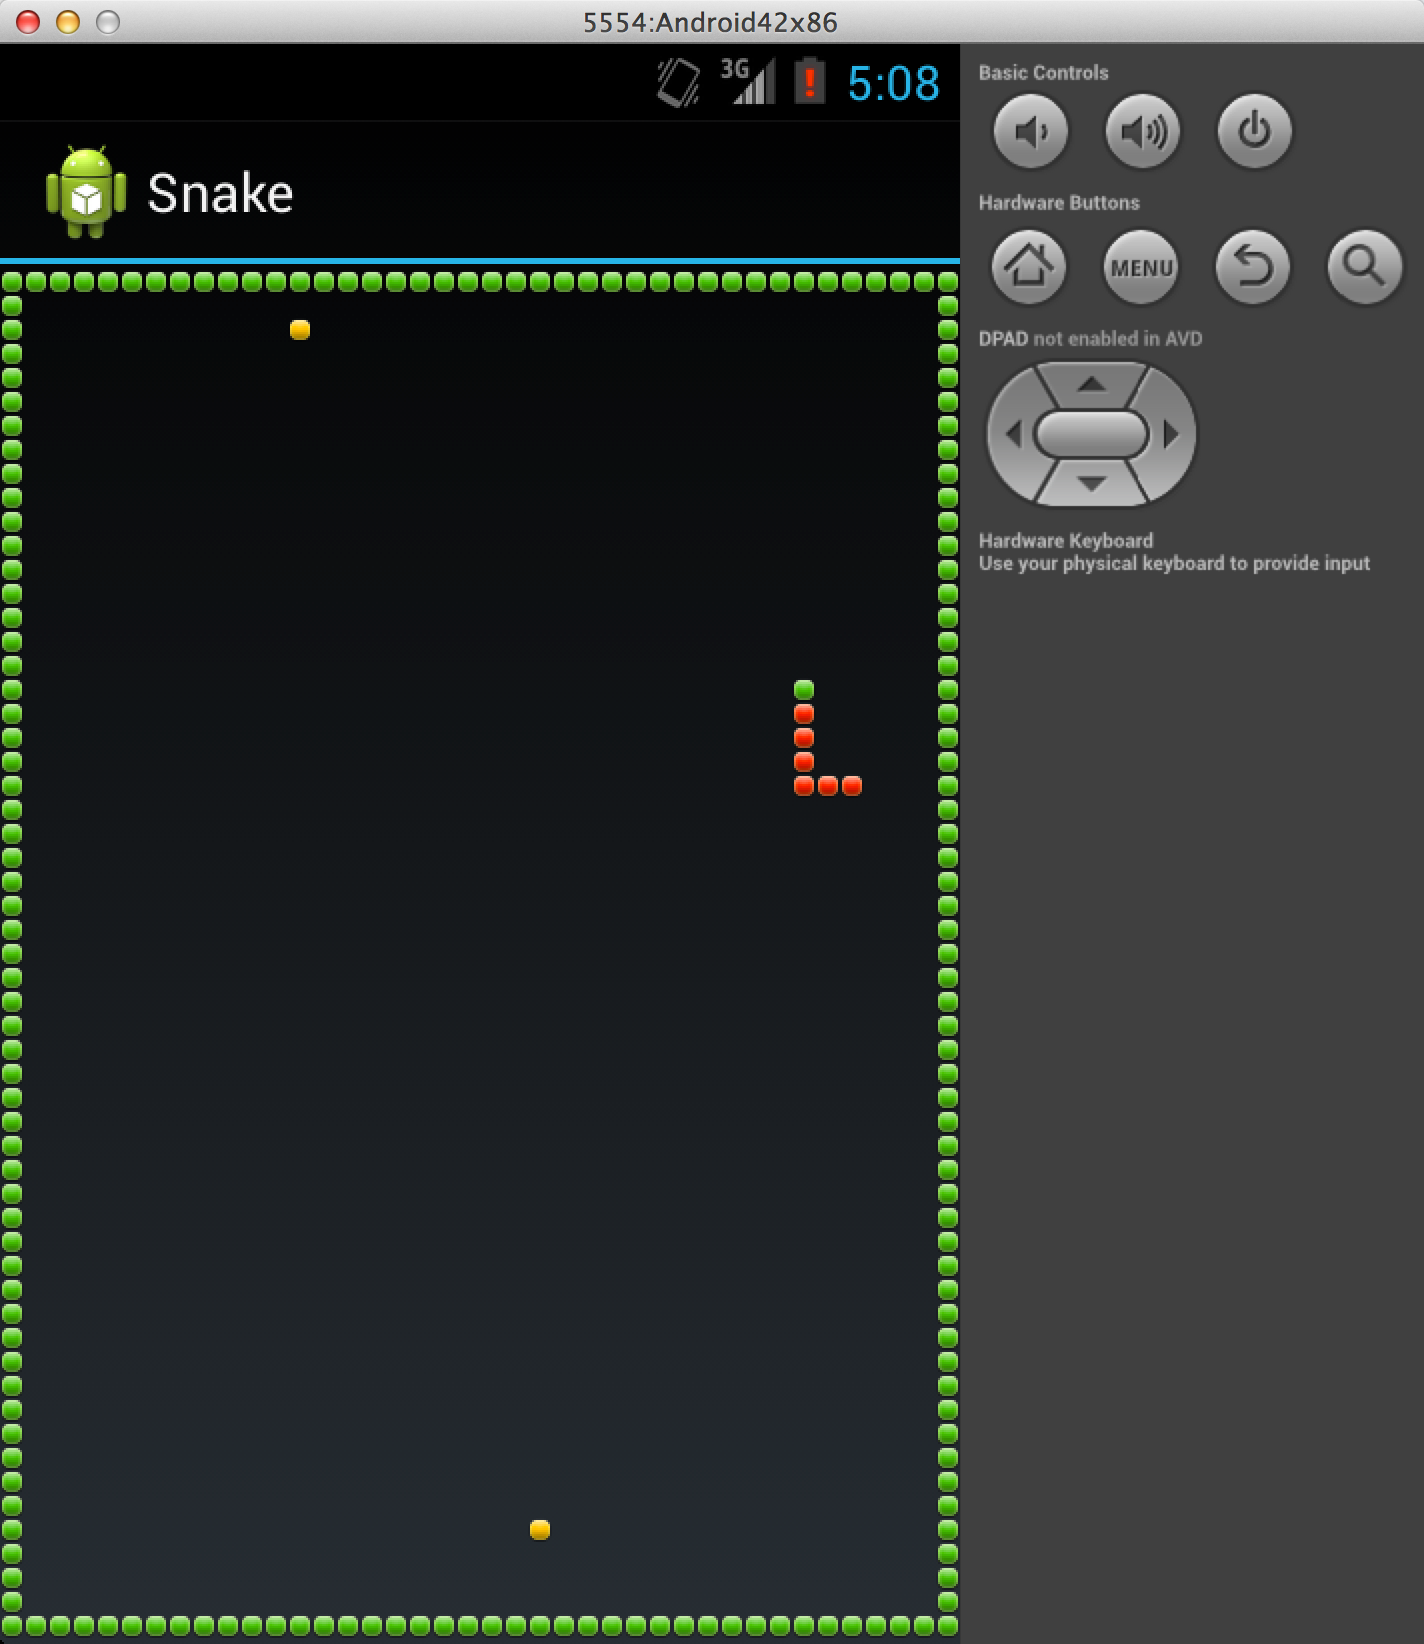 5554:Android42x86
3G
5:08
Snake
Basic Controls
Hardware Buttons
MENU
DPAD not enabled in AVD
Hardware Keyboard
Use your physical keyboard to provide input